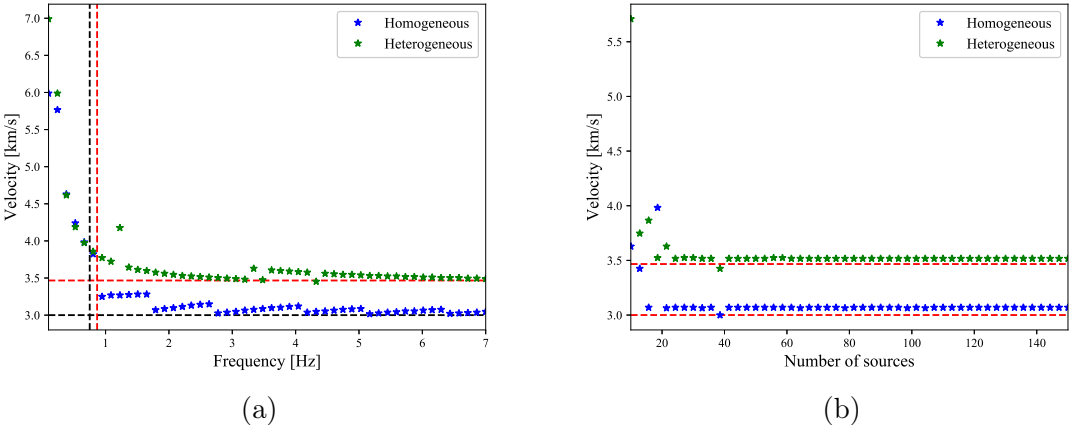 Homogeneous
Heterogeneous
7.0
6.5
6.0
5.5
5.0
4.5
4.0
3.5
3.0
Velocity [km/s]
1
2
3
4
5
6
7
Frequency [Hz]
(a)
Homogeneous
Heterogeneous
5.5
5.0
4.5
4.0
3.5
3.0
Velocity [km/s]
20
40
60
80
100
120
140
Number of sources
(b)